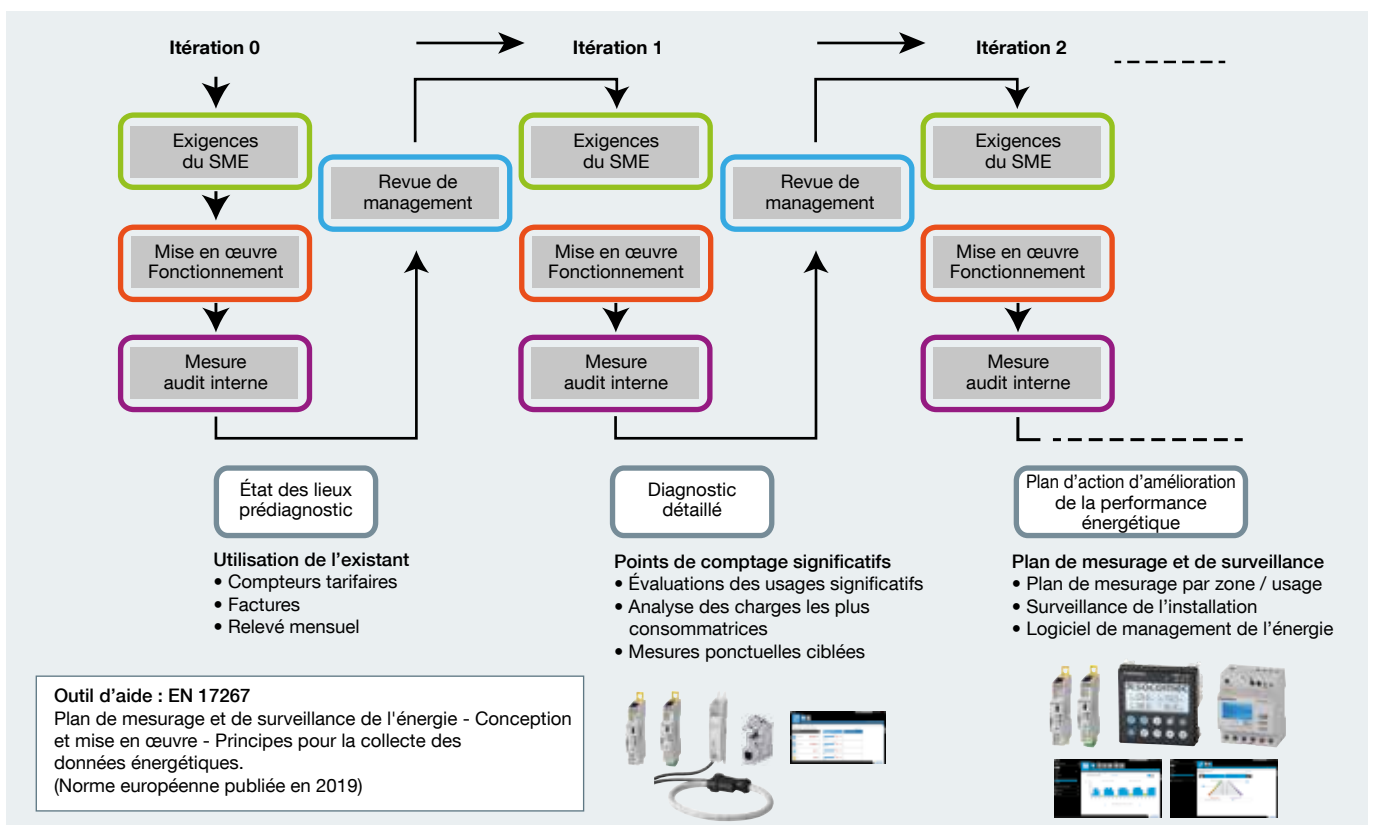 Itération 0
Itération 1
Itération 2
Exigences
du SME
Mise en œuvre
Fonctionnement
Mesure
audit interne
Revue de
management
Exigences
du SME
Mise en œuvre
Fonctionnement
Mesure
audit interne
Revue de
management
Exigences
du SME
Mise en œuvre
Fonctionnement
Mesure
audit interne
État des lieux
prédiagnostic
Utilisation de l’existant
• Compteurs tarifaires
• Factures
• Relevé mensuel
Diagnostic
détaillé
Points de comptage significatifs
• Évaluations des usages significatifs
• Analyse des charges les plus
consommatrices
• Mesures ponctuelles ciblées
Plan d’action d’amélioration
de la performance
énergétique
Plan de mesurage et de surveillance
• Plan de mesurage par zone / usage
• Surveillance de l’installation
• Logiciel de management de l’énergie
Outil d’aide : EN 17267
Plan de mesurage et de surveillance de l'énergie - Conception
et mise en œuvre - Principes pour la collecte des
données énergétiques.
(Norme européenne publiée en 2019)